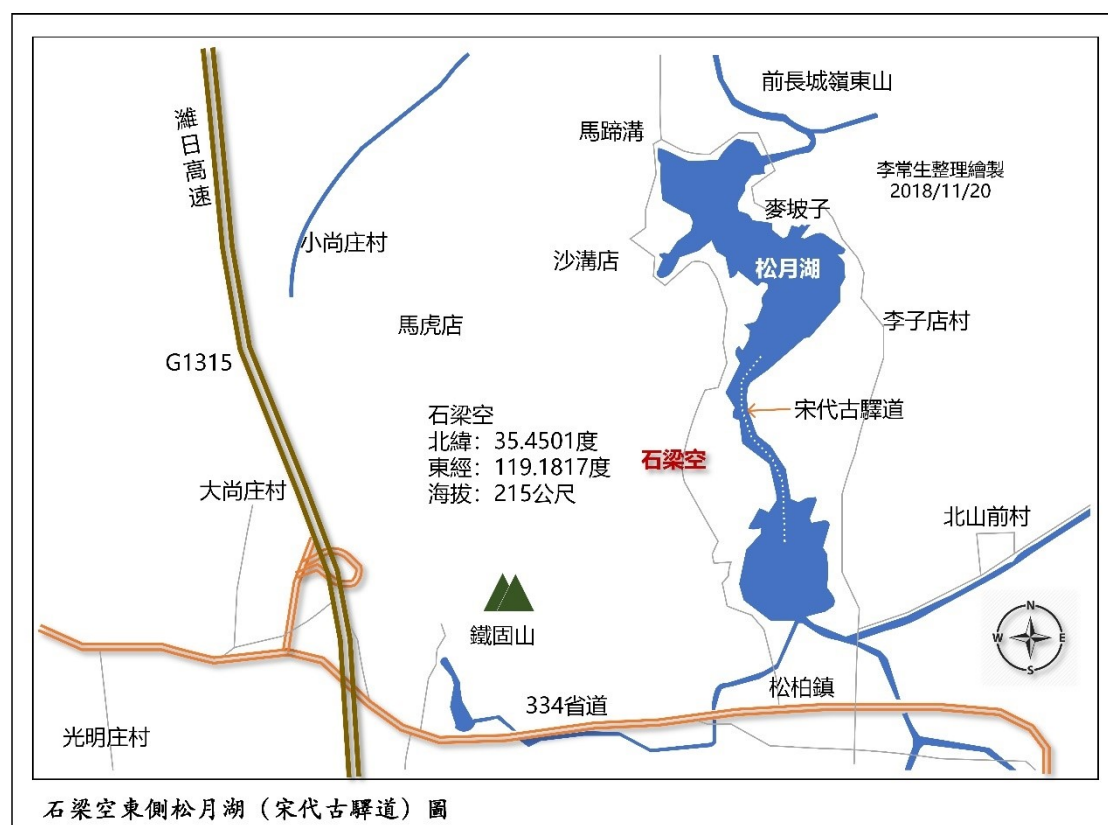 前長城嶺東山
濰日高速
馬蹄溝
李常生整理繪製
2018/11/20
麥坡子
小尚庄村
沙溝店
松月湖
馬虎店
李子店村
G1315
宋代古驛道
石梁空
北緯：35.4501度
東經：119.1817度
海拔：215公尺
石梁空
大尚庄村
北山前村
N
W
E
S
鐵固山
松柏鎮
334省道
光明庄村
石梁空東側松月湖（宋代古驛道）圖